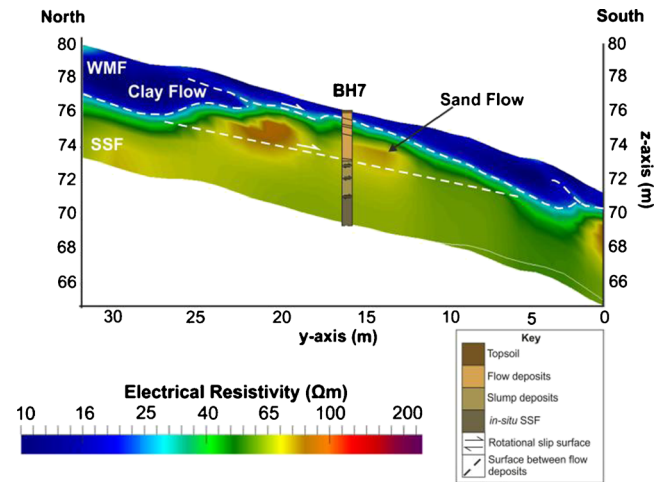 North
South
80
78
76
74
72
70
68
66
WMF
Clay Flow
SSF
BH7
Sand Flow
80
78
76
74
72
70
68
66
z-axis (m)
30
25
20
15
10
5
0
y-axis (m)
Electrical Resistivity (Ωm)
10 16 25 40 65 100 200
Key
Topsoil
Flow deposits
Slump deposits
in-situ SSF
Rotational slip surface
Surface between flow
deposits